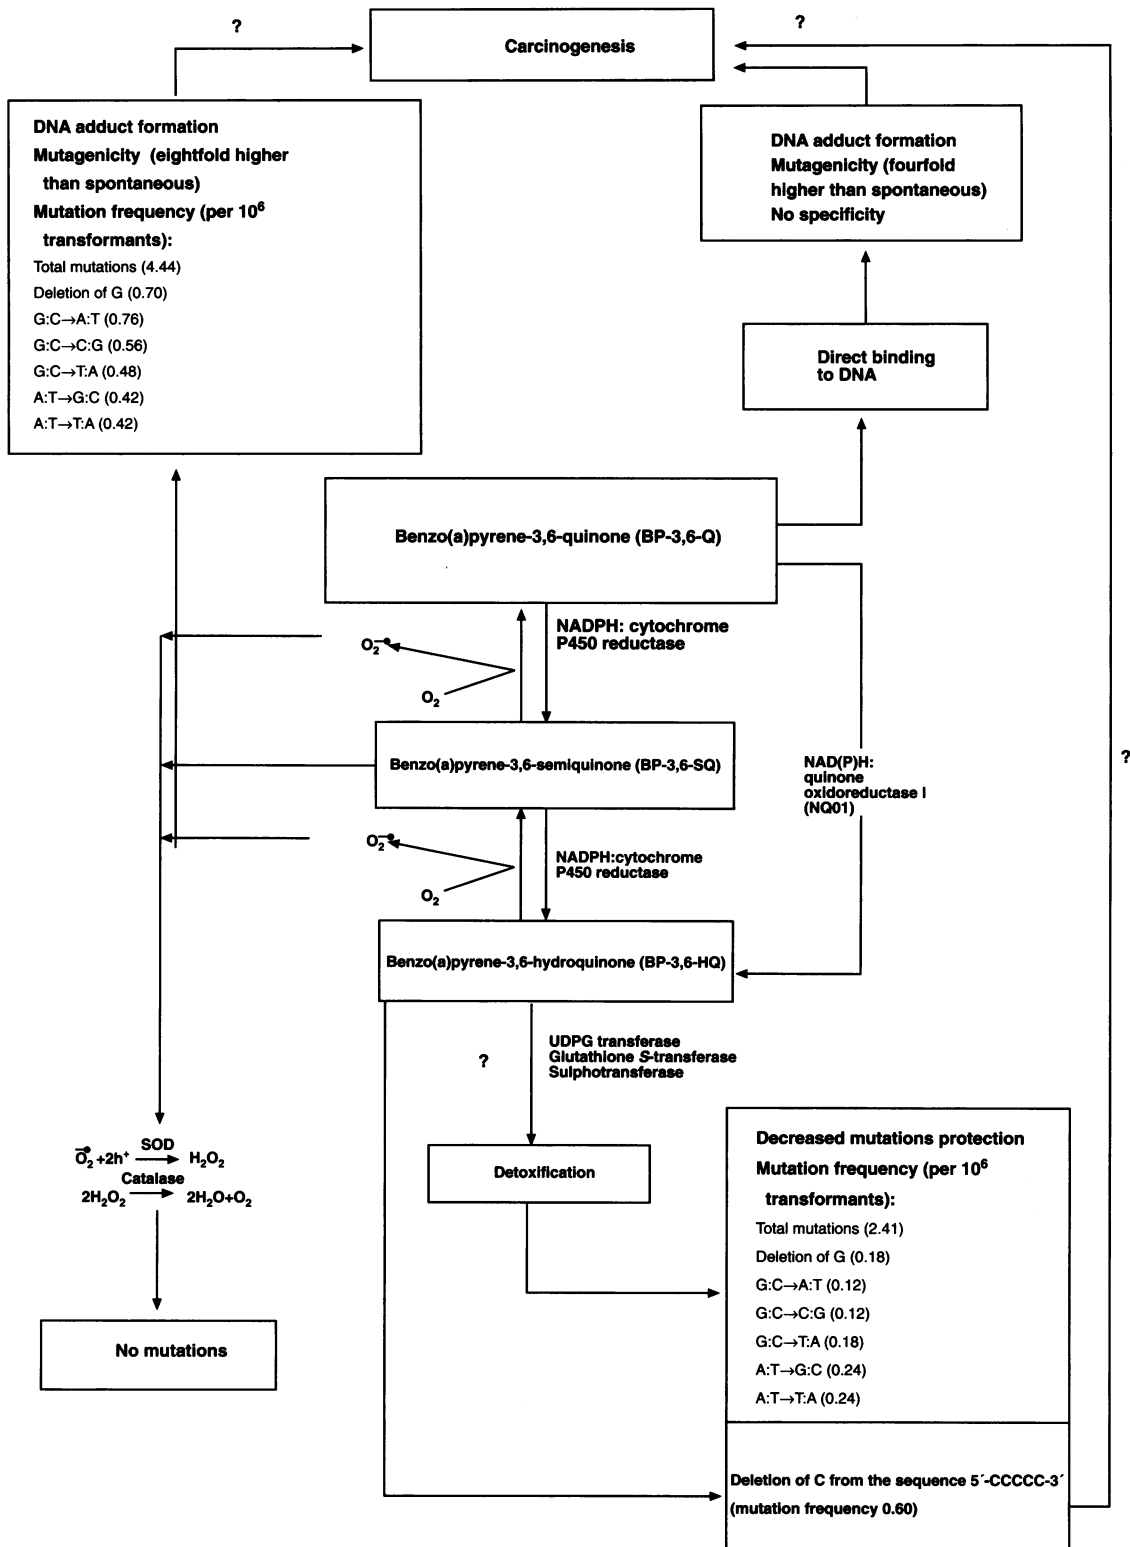 ?
Carcinogenesis
?
DNA adduct formation
Mutagenicity (eightfold higher
than spontaneous)
Mutation frequency (per 10⁶
transformants):
Total mutations (4.44)
Deletion of G (0.70)
G:C→A:T (0.76)
G:C→C:G (0.56)
G:C→T:A (0.48)
A:T→G:C (0.42)
A:T→T:A (0.42)
DNA adduct formation
Mutagenicity (fourfold
higher than spontaneous)
No specificity
Direct binding
to DNA
Benzo(a)pyrene-3,6-quinone (BP-3,6-Q)
NADPH: cytochrome
P450 reductase
O₂⁻•
O₂
Benzo(a)pyrene-3,6-semiquinone (BP-3,6-SQ)
NAD(P)H:
quinone
oxidoreductase I
(NQ01)
?
O₂⁻•
O₂
NADPH:cytochrome
P450 reductase
Benzo(a)pyrene-3,6-hydroquinone (BP-3,6-HQ)
?
UDPG transferase
Glutathione S-transferase
Sulphotransferase
SOD
O₂⁻• +2h⁺ → H₂O₂
Catalase
2H₂O₂ → 2H₂O+O₂
No mutations
Detoxification
Decreased mutations protection
Mutation frequency (per 10⁶
transformants):
Total mutations (2.41)
Deletion of G (0.18)
G:C→A:T (0.12)
G:C→C:G (0.12)
G:C→T:A (0.18)
A:T→G:C (0.24)
A:T→T:A (0.24)
Deletion of C from the sequence 5´-CCCCC-3´
(mutation frequency 0.60)